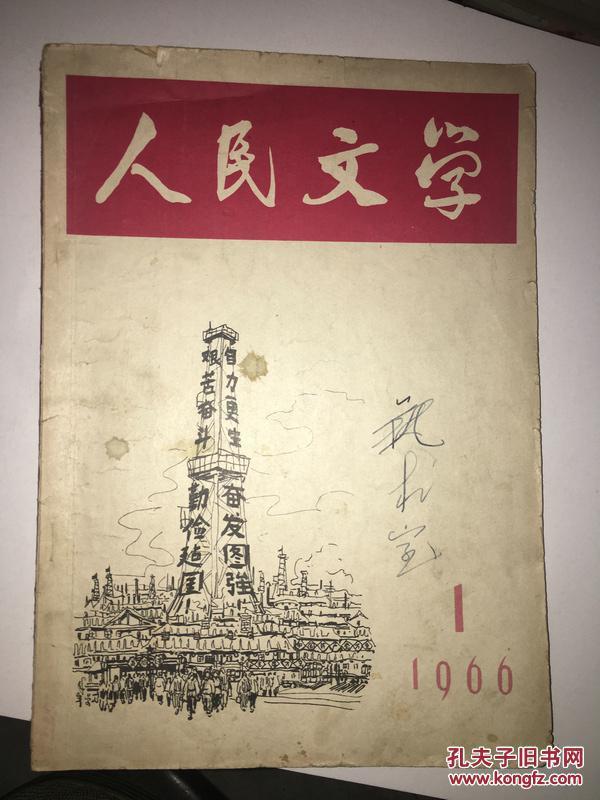 人民文学
自力更生
艰苦奋斗
奋发图强
勤俭建国
1
1966
孔夫子旧书网
www.kongfz.com